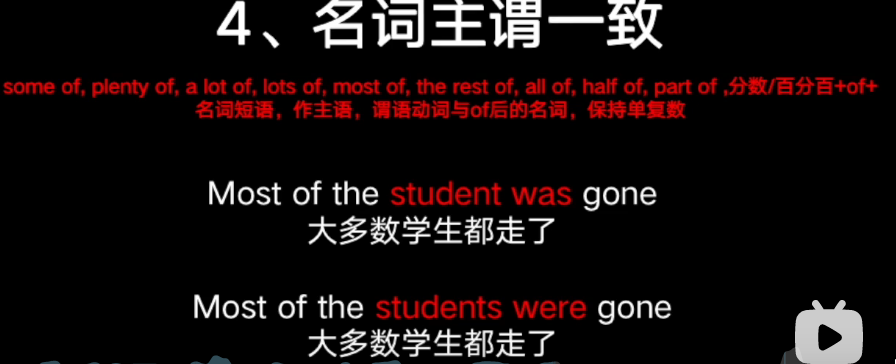 4、名词主谓一致
some of, plenty of, a lot of, lots of, most of, the rest of, all of, half of, part of ,分数/百分百+of+
名词短语，作主语，谓语动词与of后的名词，保持单复数
Most of the student was gone
大多数学生都走了
Most of the students were gone
大多数学生都走了